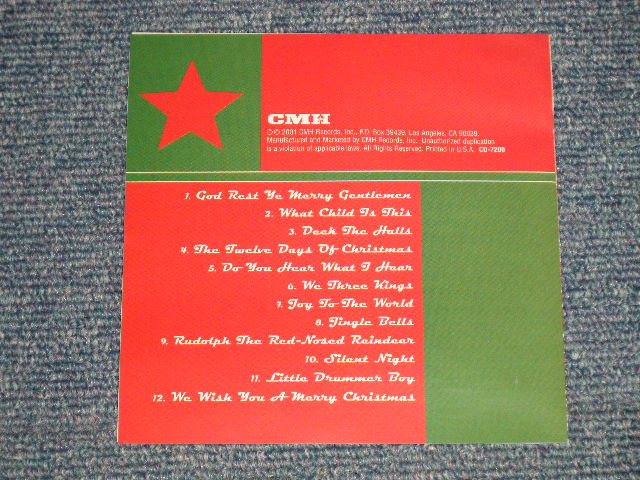 CMH
℗© 2001 CMH Records, Inc., P.O. Box 39439, Los Angeles, CA 90039.
Manufactured and Marketed by CMH Records, Inc. Unauthorized duplication
is a violation of applicable laws. All Rights Reserved. Printed in U.S.A. CD-7206
1. God Rest Ye Merry Gentlemen
2. What Child Is This
3. Deck The Halls
4. The Twelve Days Of Christmas
5. Do You Hear What I Hear
6. We Three Kings
7. Joy To The World
8. Jingle Bells
9. Rudolph The Red-Nosed Reindeer
10. Silent Night
11. Little Drummer Boy
12. We Wish You A Merry Christmas